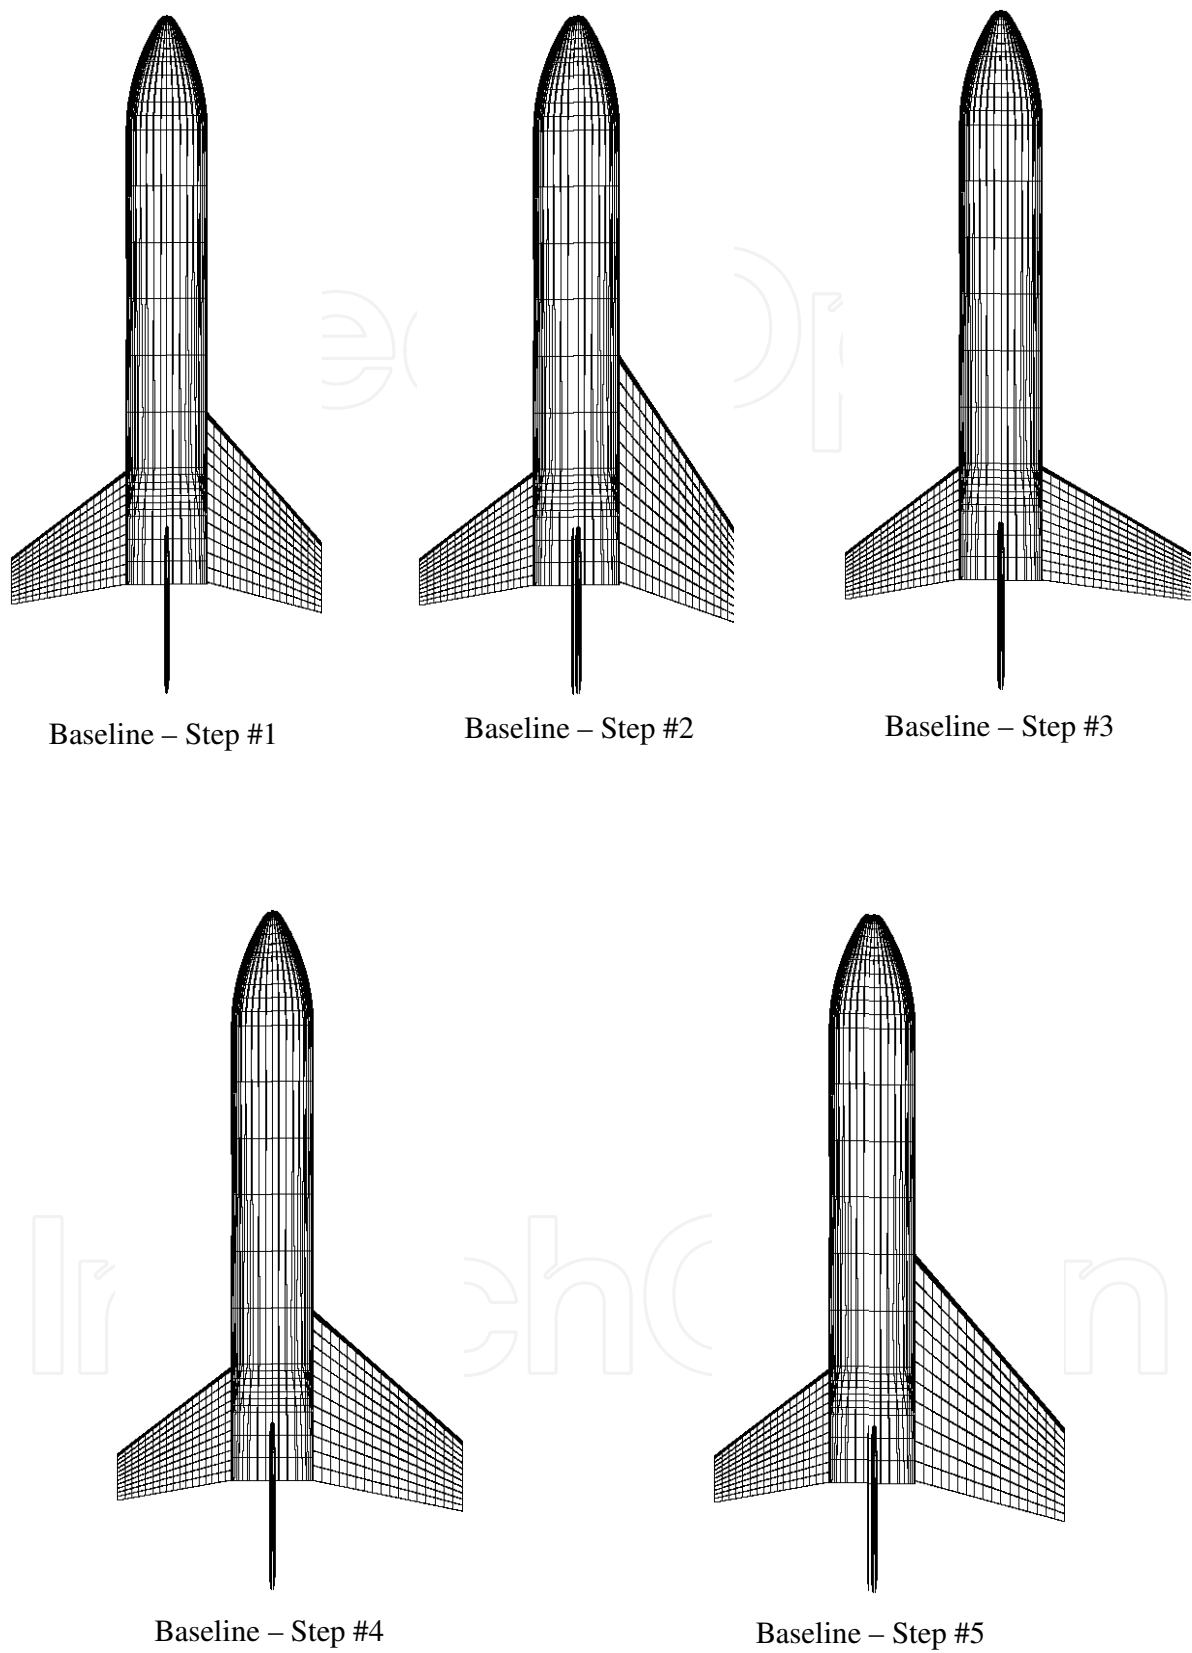 Baseline – Step #1
Baseline – Step #2
Baseline – Step #3
Baseline – Step #4
Baseline – Step #5